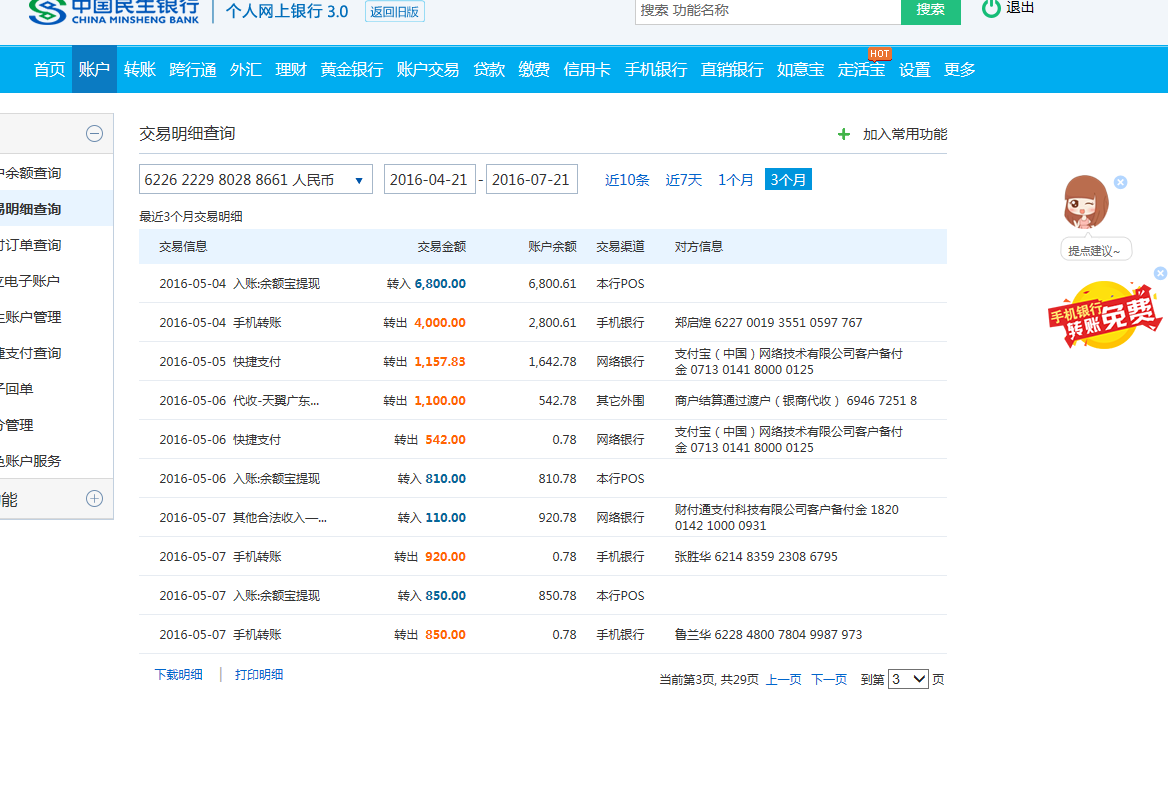 中国民生银行
CHINA MINSHENG BANK
个人网上银行 3.0
返回旧版
搜索 功能名称
搜索
退出
首页 账户 转账 跨行通 外汇 理财 黄金银行 账户交易 贷款 缴费 信用卡 手机银行 直销银行 如意宝 定活宝 设置 更多
HOT
余额查询
明细查询
订单查询
电子账户
账户管理
支付查询
回单
管理
账户服务
能
交易明细查询
加入常用功能
6226 2229 8028 8661 人民币
2016-04-21 - 2016-07-21
近10条 近7天 1个月 3个月
最近3个月交易明细
交易信息 交易金额 账户余额 交易渠道 对方信息
2016-05-04 入账:余额宝提现 转入 6,800.00 6,800.61 本行POS
2016-05-04 手机转账 转出 4,000.00 2,800.61 手机银行 郑启煌 6227 0019 3551 0597 767
2016-05-05 快捷支付 转出 1,157.83 1,642.78 网络银行 支付宝（中国）网络技术有限公司客户备付
金 0713 0141 8000 0125
2016-05-06 代收-天翼广东... 转出 1,100.00 542.78 其它外围 商户结算通过渡户（银商代收） 6946 7251 8
2016-05-06 快捷支付 转出 542.00 0.78 网络银行 支付宝（中国）网络技术有限公司客户备付
金 0713 0141 8000 0125
2016-05-06 入账:余额宝提现 转入 810.00 810.78 本行POS
2016-05-07 其他合法收入—... 转入 110.00 920.78 网络银行 财付通支付科技有限公司客户备付金 1820
0142 1000 0931
2016-05-07 手机转账 转出 920.00 0.78 手机银行 张胜华 6214 8359 2308 6795
2016-05-07 入账:余额宝提现 转入 850.00 850.78 本行POS
2016-05-07 手机转账 转出 850.00 0.78 手机银行 鲁兰华 6228 4800 7804 9987 973
下载明细 | 打印明细
当前第3页, 共29页 上一页 下一页 到第 3 页
提点建议~
手机银行
转账免费